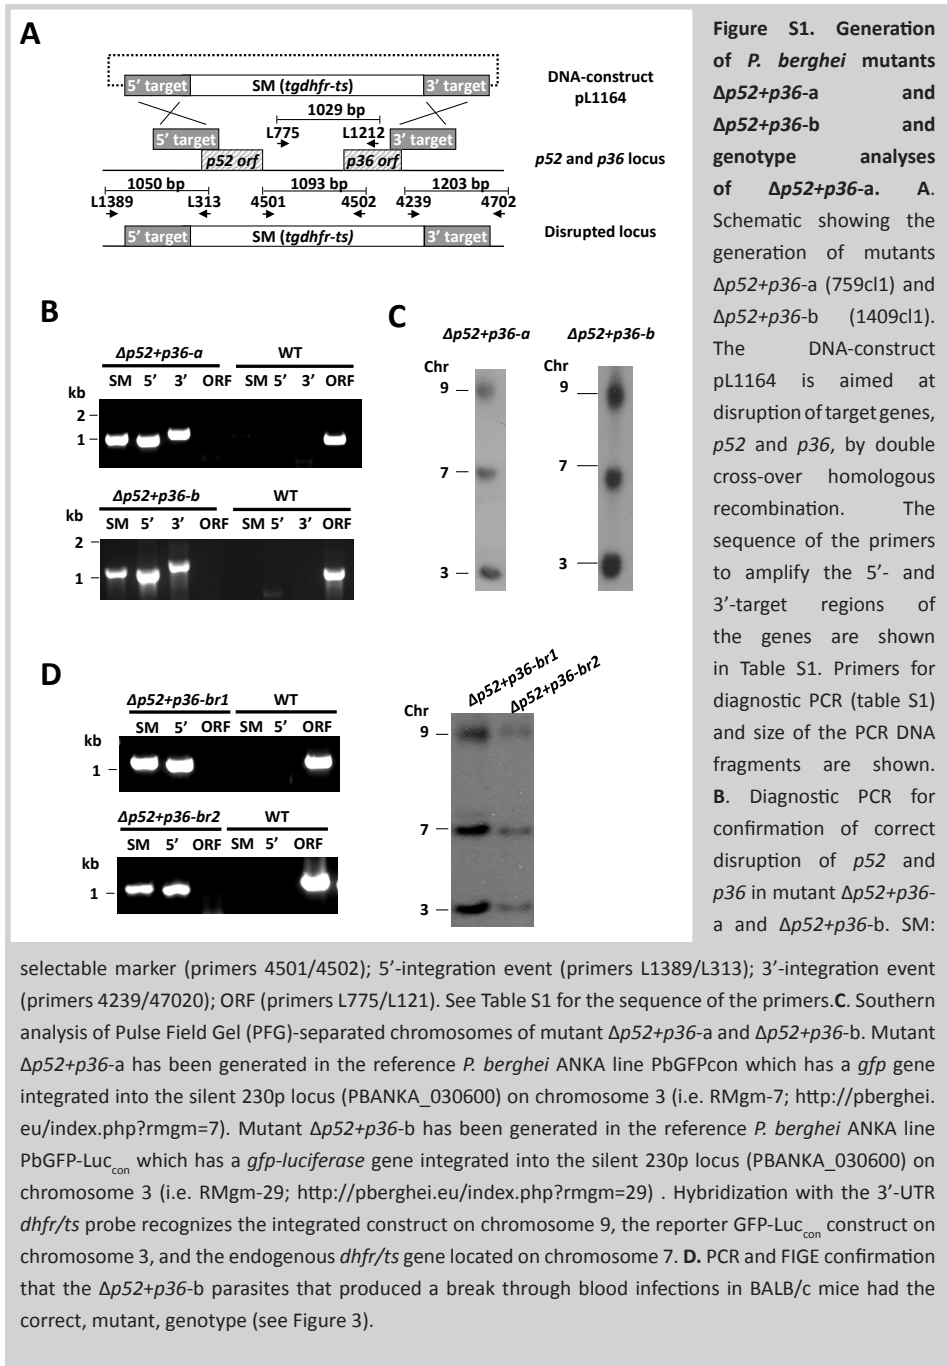 A
5' target
SM (tgdhfr-ts)
3' target
DNA-construct
pL1164
1029 bp
L775
L1212
5' target
3' target
p52 orf
p36 orf
p52 and p36 locus
1050 bp
1093 bp
1203 bp
L1389
L313
4501
4502
4239
4702
5' target
SM (tgdhfr-ts)
3' target
Disrupted locus
B
Δp52+p36-a
WT
SM 5' 3' ORF SM 5' 3' ORF
kb
2
1
Δp52+p36-b
WT
kb
SM 5' 3' ORF SM 5' 3' ORF
2
1
C
Δp52+p36-a
Δp52+p36-b
Chr
9
7
3
Chr
9
7
3
D
Δp52+p36-br1
WT
SM 5' ORF SM 5' ORF
kb
1
Δp52+p36-br2
WT
SM 5' ORF SM 5' ORF
kb
1
Δp52+p36-br1
Δp52+p36-br2
Chr
9
7
3
Figure S1. Generation
of P. berghei mutants
Δp52+p36-a and
Δp52+p36-b and
genotype analyses
of Δp52+p36-a. A.
Schematic showing the
generation of mutants
Δp52+p36-a (759cl1) and
Δp52+p36-b (1409cl1).
The DNA-construct
pL1164 is aimed at
disruption of target genes,
p52 and p36, by double
cross-over homologous
recombination. The
sequence of the primers
to amplify the 5'- and
3'-target regions of
the genes are shown
in Table S1. Primers for
diagnostic PCR (table S1)
and size of the PCR DNA
fragments are shown.
B. Diagnostic PCR for
confirmation of correct
disruption of p52 and
p36 in mutant Δp52+p36-
a and Δp52+p36-b. SM:
selectable marker (primers 4501/4502); 5'-integration event (primers L1389/L313); 3'-integration event
(primers 4239/47020); ORF (primers L775/L121). See Table S1 for the sequence of the primers.C. Southern
analysis of Pulse Field Gel (PFG)-separated chromosomes of mutant Δp52+p36-a and Δp52+p36-b. Mutant
Δp52+p36-a has been generated in the reference P. berghei ANKA line PbGFPcon which has a gfp gene
integrated into the silent 230p locus (PBANKA_030600) on chromosome 3 (i.e. RMgm-7; http://pberghei.
eu/index.php?rmgm=7). Mutant Δp52+p36-b has been generated in the reference P. berghei ANKA line
PbGFP-Luccon which has a gfp-luciferase gene integrated into the silent 230p locus (PBANKA_030600) on
chromosome 3 (i.e. RMgm-29; http://pberghei.eu/index.php?rmgm=29) . Hybridization with the 3'-UTR
dhfr/ts probe recognizes the integrated construct on chromosome 9, the reporter GFP-Luccon construct on
chromosome 3, and the endogenous dhfr/ts gene located on chromosome 7. D. PCR and FIGE confirmation
that the Δp52+p36-b parasites that produced a break through blood infections in BALB/c mice had the
correct, mutant, genotype (see Figure 3).